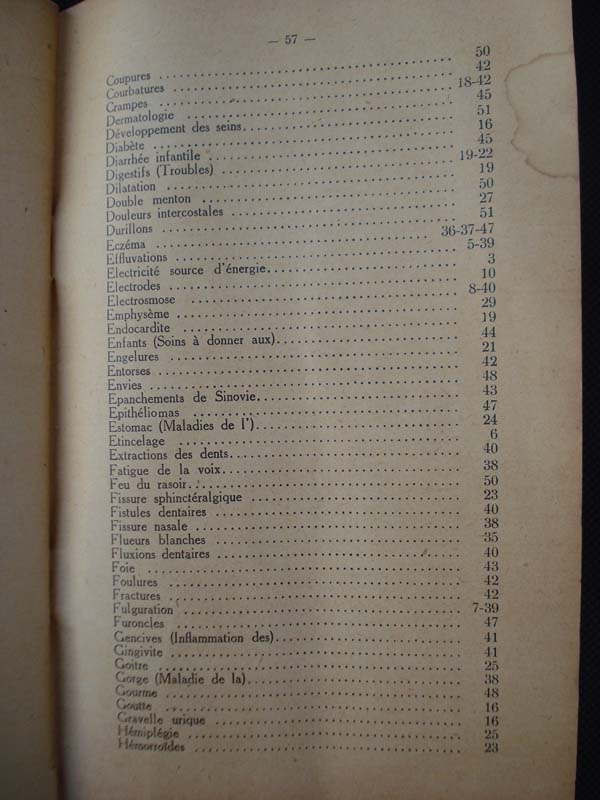 — 57 —
Coupures ........ 50
Courbatures ........ 42
Crampes ........ 18-42
Dermatologie ........ 45
Développement des seins ........ 51
Diabète ........ 16
Diarrhée infantile ........ 45
Digestifs (Troubles) ........ 19-22
Dilatation ........ 19
Double menton ........ 50
Douleurs intercostales ........ 27
Durillons ........ 51
Eczéma ........ 36-37-47
Effluvations ........ 5-39
Electricité source d'énergie ........ 3
Electrodes ........ 10
Electrosmose ........ 8-40
Emphysème ........ 29
Endocardite ........ 19
Enfants (Soins à donner aux) ........ 44
Engelures ........ 21
Entorses ........ 42
Envies ........ 48
Epanchements de Sinovie ........ 43
Epithéliomas ........ 47
Estomac (Maladies de l') ........ 24
Etincelage ........ 6
Extractions des dents ........ 40
Fatigue de la voix ........ 38
Feu du rasoir ........ 50
Fissure sphinctéralgique ........ 23
Fistules dentaires ........ 40
Fissure nasale ........ 38
Flueurs blanches ........ 35
Fluxions dentaires ........ 40
Foie ........ 43
Foulures ........ 42
Fractures ........ 42
Fulguration ........ 7-39
Furoncles ........ 47
Gencives (Inflammation des) ........ 41
Gingivite ........ 41
Goitre ........ 25
Gorge (Maladie de la) ........ 38
Gourme ........ 48
Goutte ........ 16
Gravelle urique ........ 16
Hémiplégie ........ 25
Hémorroïdes ........ 23